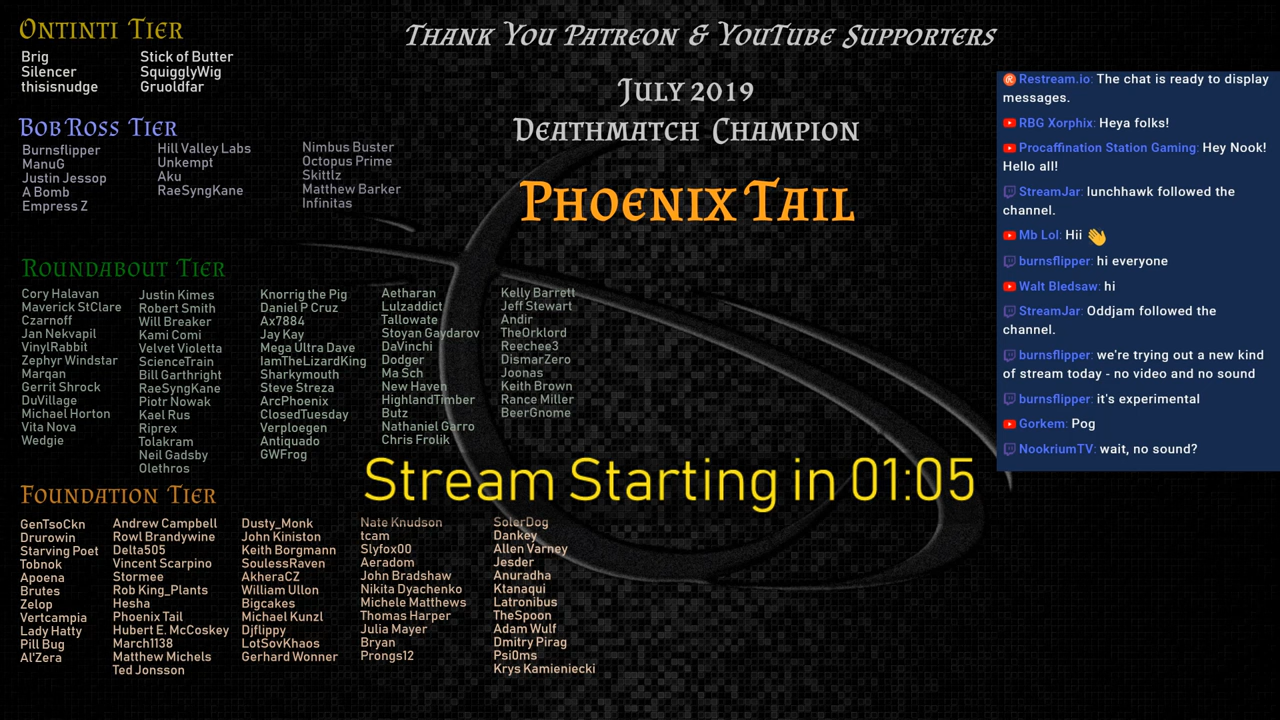 Thank You Patreon & YouTube Supporters
July 2019
Deathmatch Champion
Phoenix Tail
Ontinti Tier
Brig
Silencer
thisisnudge
Stick of Butter
SquigglyWig
Gruoldfar
Bob Ross Tier
Burnsflipper
ManuG
Justin Jessop
A Bomb
Empress Z
Hill Valley Labs
Unkempt
Aku
RaeSyngKane
Nimbus Buster
Octopus Prime
Skittlz
Matthew Barker
Infinitas
Roundabout Tier
Cory Halavan
Maverick StClare
Czarnoff
Jan Nekvapil
VinylRabbit
Zephyr Windstar
Marqan
Gerrit Shrock
DuVillage
Michael Horton
Vita Nova
Wedgie
Justin Kimes
Robert Smith
Will Breaker
Kami Comi
Velvet Violetta
ScienceTrain
Bill Garthright
RaeSyngKane
Piotr Nowak
Kael Rus
Riprex
Tolakram
Neil Gadsby
Olethros
Knorrig the Pig
Daniel P Cruz
Ax7884
Jay Kay
Mega Ultra Dave
IamTheLizardKing
Sharkymouth
Steve Streza
ArcPhoenix
ClosedTuesday
Verploegen
Antiquado
GWFrog
Aetharan
Lulzaddict
Tallowate
Stoyan Gaydarov
DaVinchi
Dodger
Ma Sch
New Haven
HighlandTimber
Butz
Nathaniel Garro
Chris Frolik
Kelly Barrett
Jeff Stewart
Andir
TheOrklord
Reechee3
DismarZero
Joonas
Keith Brown
Rance Miller
BeerGnome
Stream Starting in 01:05
Foundation Tier
GenTsoCkn
Drurowin
Starving Poet
Tobnok
Apoena
Brutes
Zelop
Vertcampia
Lady Hatty
Pill Bug
Al'Zera
Andrew Campbell
Rowl Brandywine
Delta505
Vincent Scarpino
Stormee
Rob King_Plants
Hesha
Phoenix Tail
Hubert E. McCoskey
March1138
Matthew Michels
Ted Jonsson
Dusty_Monk
John Kiniston
Keith Borgmann
SoulessRaven
AkheraCZ
William Ullon
Bigcakes
Michael Kunzl
Djflippy
LotSovKhaos
Gerhard Wonner
Nate Knudson
tcam
Slyfox00
Aeradom
John Bradshaw
Nikita Dyachenko
Michele Matthews
Thomas Harper
Julia Mayer
Bryan
Prongs12
SolerDog
Dankey
Allen Varney
Jesder
Anuradha
Ktanaqui
Latronibus
TheSpoon
Adam Wulf
Dmitry Pirag
Psi0ms
Krys Kamieniecki
Restream.io: The chat is ready to display
messages.
RBG Xorphix: Heya folks!
Procaffination Station Gaming: Hey Nook!
Hello all!
StreamJar: lunchhawk followed the
channel.
Mb Lol: Hii 👋
burnsflipper: hi everyone
Walt Bledsaw: hi
StreamJar: Oddjam followed the
channel.
burnsflipper: we're trying out a new kind
of stream today - no video and no sound
burnsflipper: it's experimental
Gorkem: Pog
NookriumTV: wait, no sound?